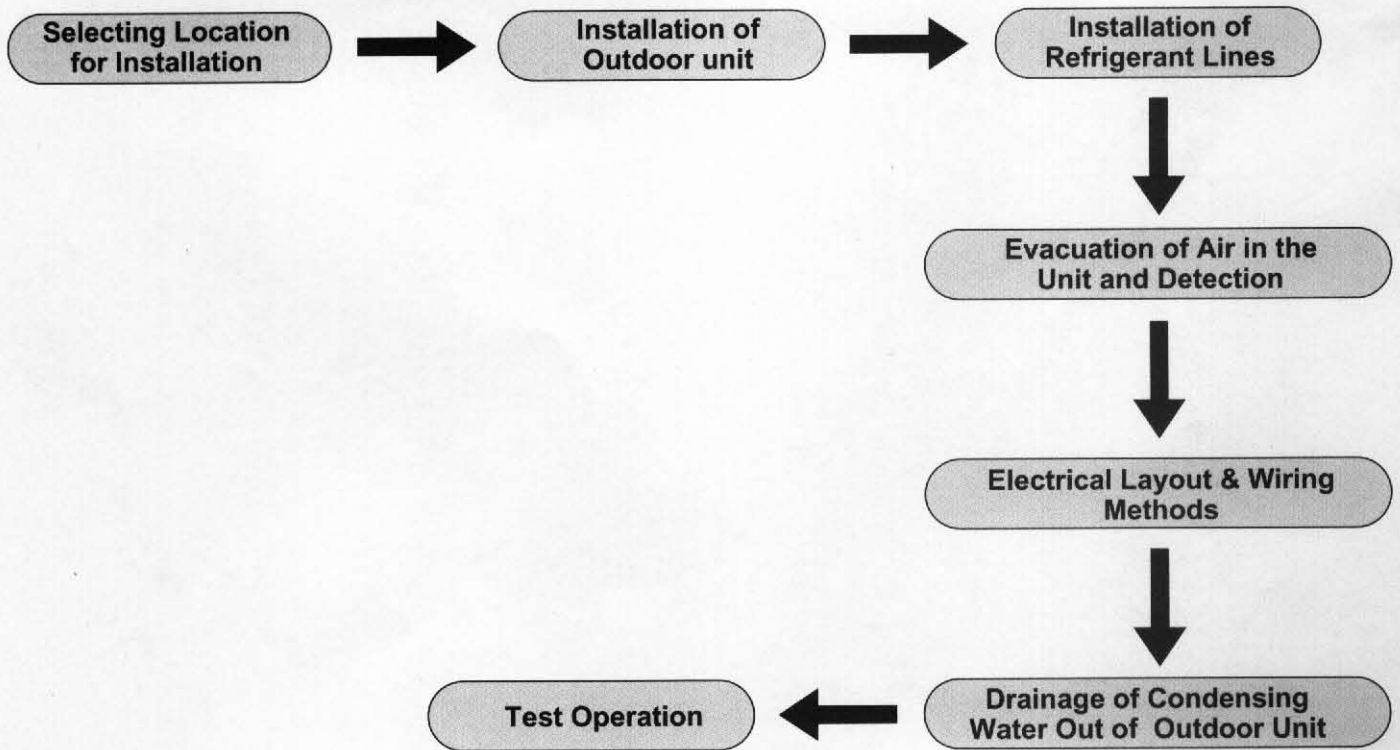 Selecting Location
for Installation
Installation of
Outdoor unit
Installation of
Refrigerant Lines
Evacuation of Air in the
Unit and Detection
Electrical Layout & Wiring
Methods
Drainage of Condensing
Water Out of Outdoor Unit
Test Operation